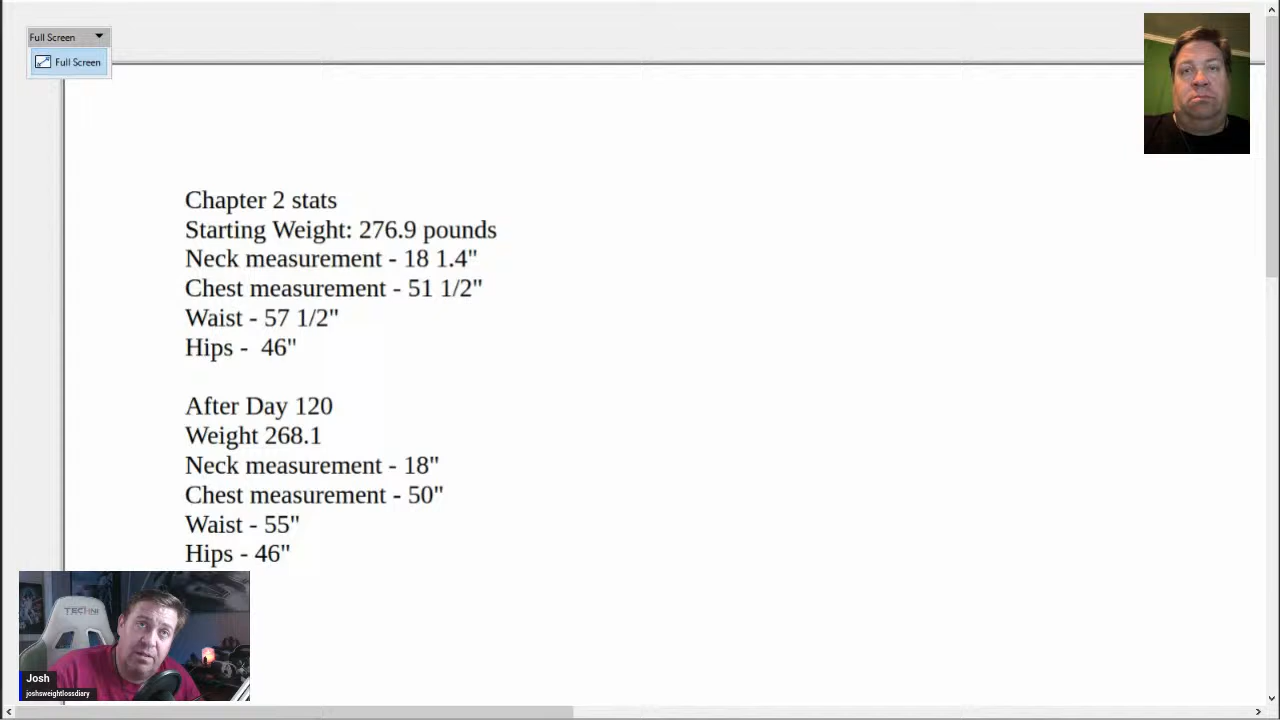 Full Screen
Full Screen
Chapter 2 stats
Starting Weight: 276.9 pounds
Neck measurement - 18 1.4"
Chest measurement - 51 1/2"
Waist - 57 1/2"
Hips -  46"
After Day 120
Weight 268.1
Neck measurement - 18"
Chest measurement - 50"
Waist - 55"
Hips - 46"
TECHNI
Josh
joshsweightlossdiary